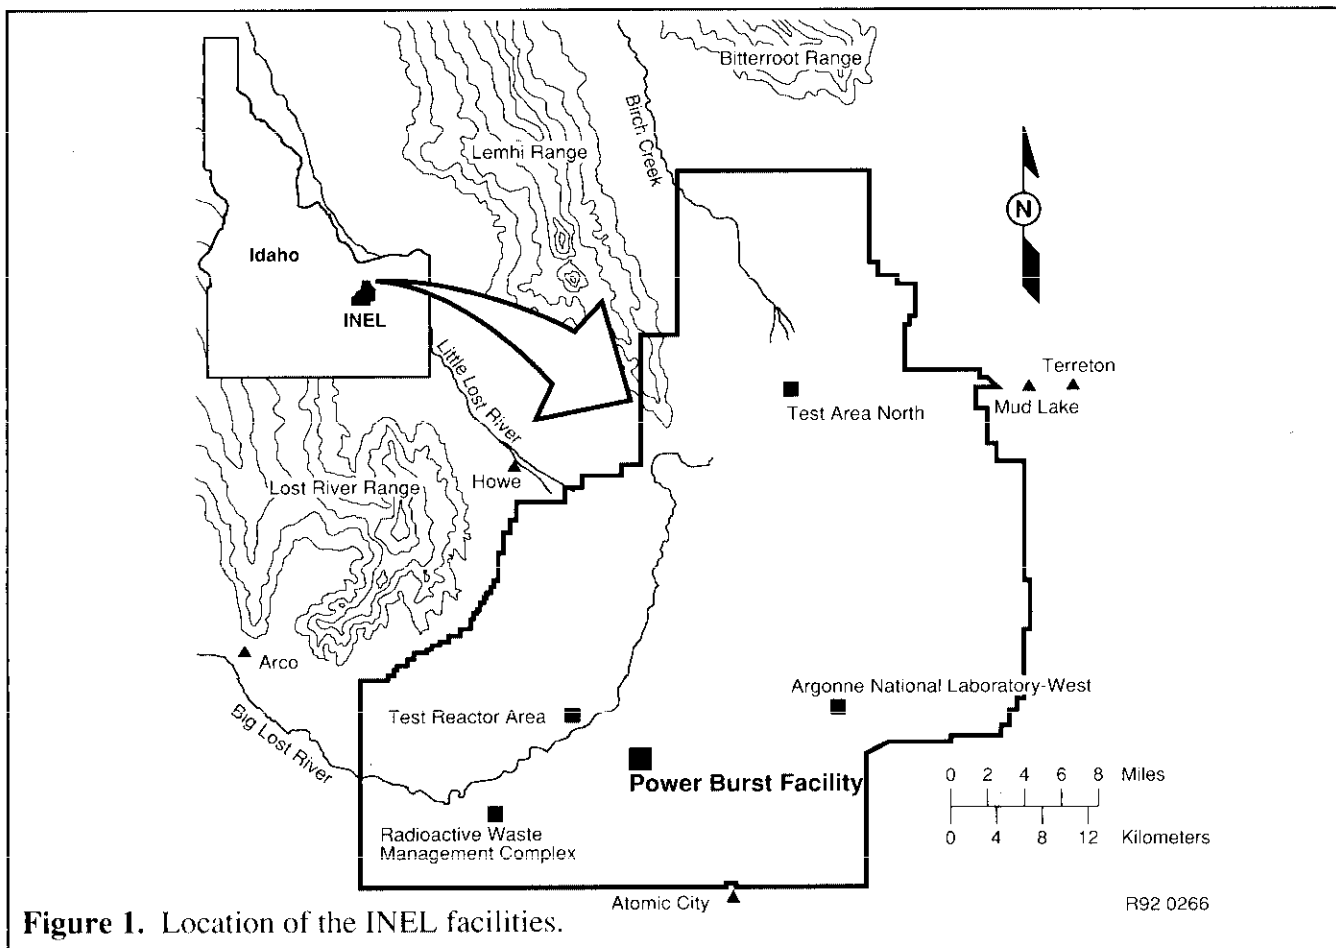 Bitterroot Range
Birch Creek
Lemhi Range
N
Idaho
INEL
Little Lost River
Terreton
Mud Lake
Test Area North
Howe
Lost River Range
Arco
Big Lost River
Argonne National Laboratory-West
Test Reactor Area
Power Burst Facility
0 2 4 6 8 Miles
0 4 8 12 Kilometers
Radioactive Waste
Management Complex
Atomic City
R92 0266
Figure 1. Location of the INEL facilities.